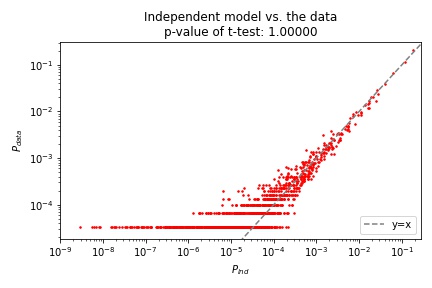 Independent model vs. the data
p-value of t-test: 1.00000
10⁻¹
10⁻²
10⁻³
10⁻⁴
P_data
y=x
10⁻⁹ 10⁻⁸ 10⁻⁷ 10⁻⁶ 10⁻⁵ 10⁻⁴ 10⁻³ 10⁻² 10⁻¹
P_ind